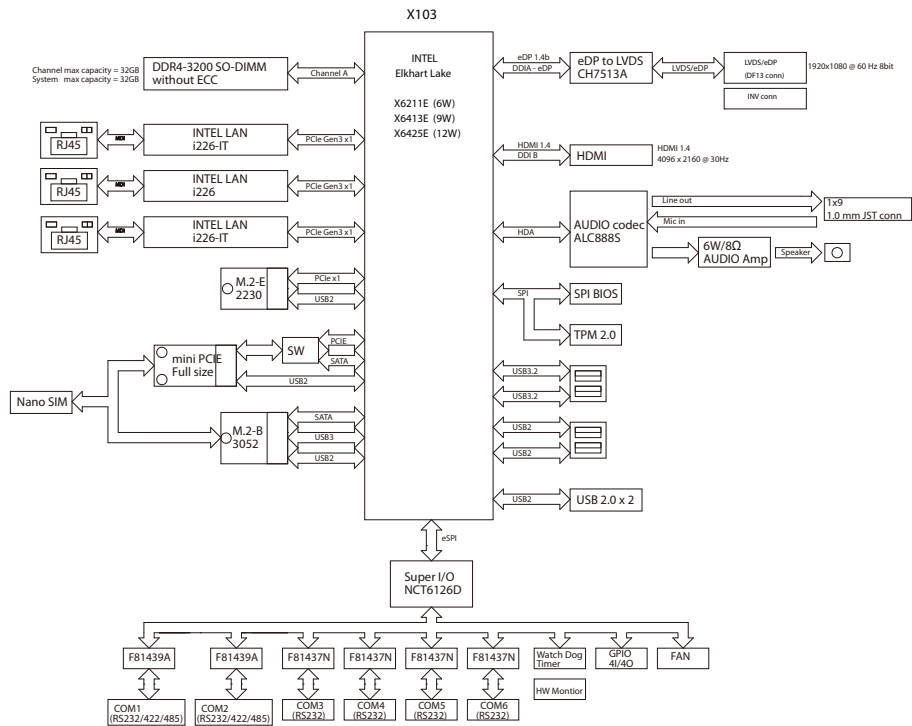 X103
INTEL
Elkhart Lake
X6211E (6W)
X6413E (9W)
X6425E (12W)
Channel max capacity = 32GB
System max capacity = 32GB
DDR4-3200 SO-DIMM
without ECC
Channel A
RJ45
MDI
INTEL LAN
i226-IT
PCIe Gen3 x1
RJ45
MDI
INTEL LAN
i226
PCIe Gen3 x1
RJ45
MDI
INTEL LAN
i226-IT
PCIe Gen3 x1
M.2-E
2230
PCIe x1
USB2
Nano SIM
mini PCIE
Full size
SW
PCIE
SATA
USB2
M.2-B
3052
SATA
USB3
USB2
eDP 1.4b
DDIA - eDP
eDP to LVDS
CH7513A
LVDS/eDP
LVDS/eDP
(DF13 conn)
1920x1080 @ 60 Hz 8bit
INV conn
HDMI 1.4
DDI B
HDMI
HDMI 1.4
4096 x 2160 @ 30Hz
HDA
AUDIO codec
ALC888S
Line out
Mic in
1x9
1.0 mm JST conn
6W/8Ω
AUDIO Amp
Speaker
SPI
SPI BIOS
TPM 2.0
USB3.2
USB3.2
USB2
USB2
USB2
USB 2.0 x 2
eSPI
Super I/O
NCT6126D
F81439A
F81439A
F81437N
F81437N
F81437N
F81437N
Watch Dog
Timer
GPIO
4I/4O
FAN
HW Montior
COM1
(RS232/422/485)
COM2
(RS232/422/485)
COM3
(RS232)
COM4
(RS232)
COM5
(RS232)
COM6
(RS232)